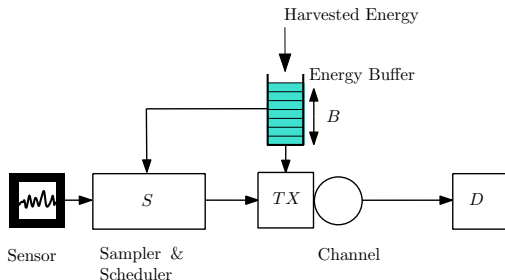 Harvested Energy
Energy Buffer
B
S
TX
D
Sensor
Sampler &
Scheduler
Channel